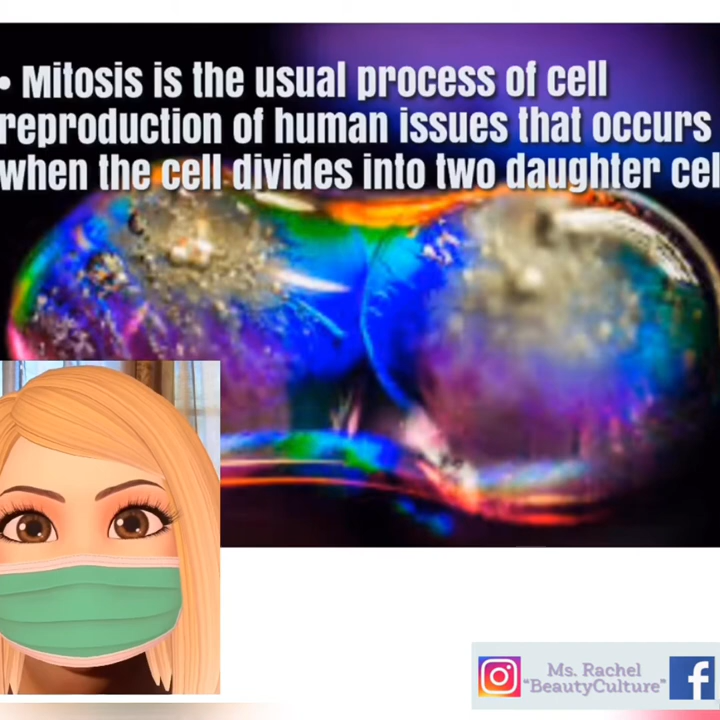 • Mitosis is the usual process of cell
reproduction of human issues that occurs
when the cell divides into two daughter cel
Ms. Rachel
"BeautyCulture"